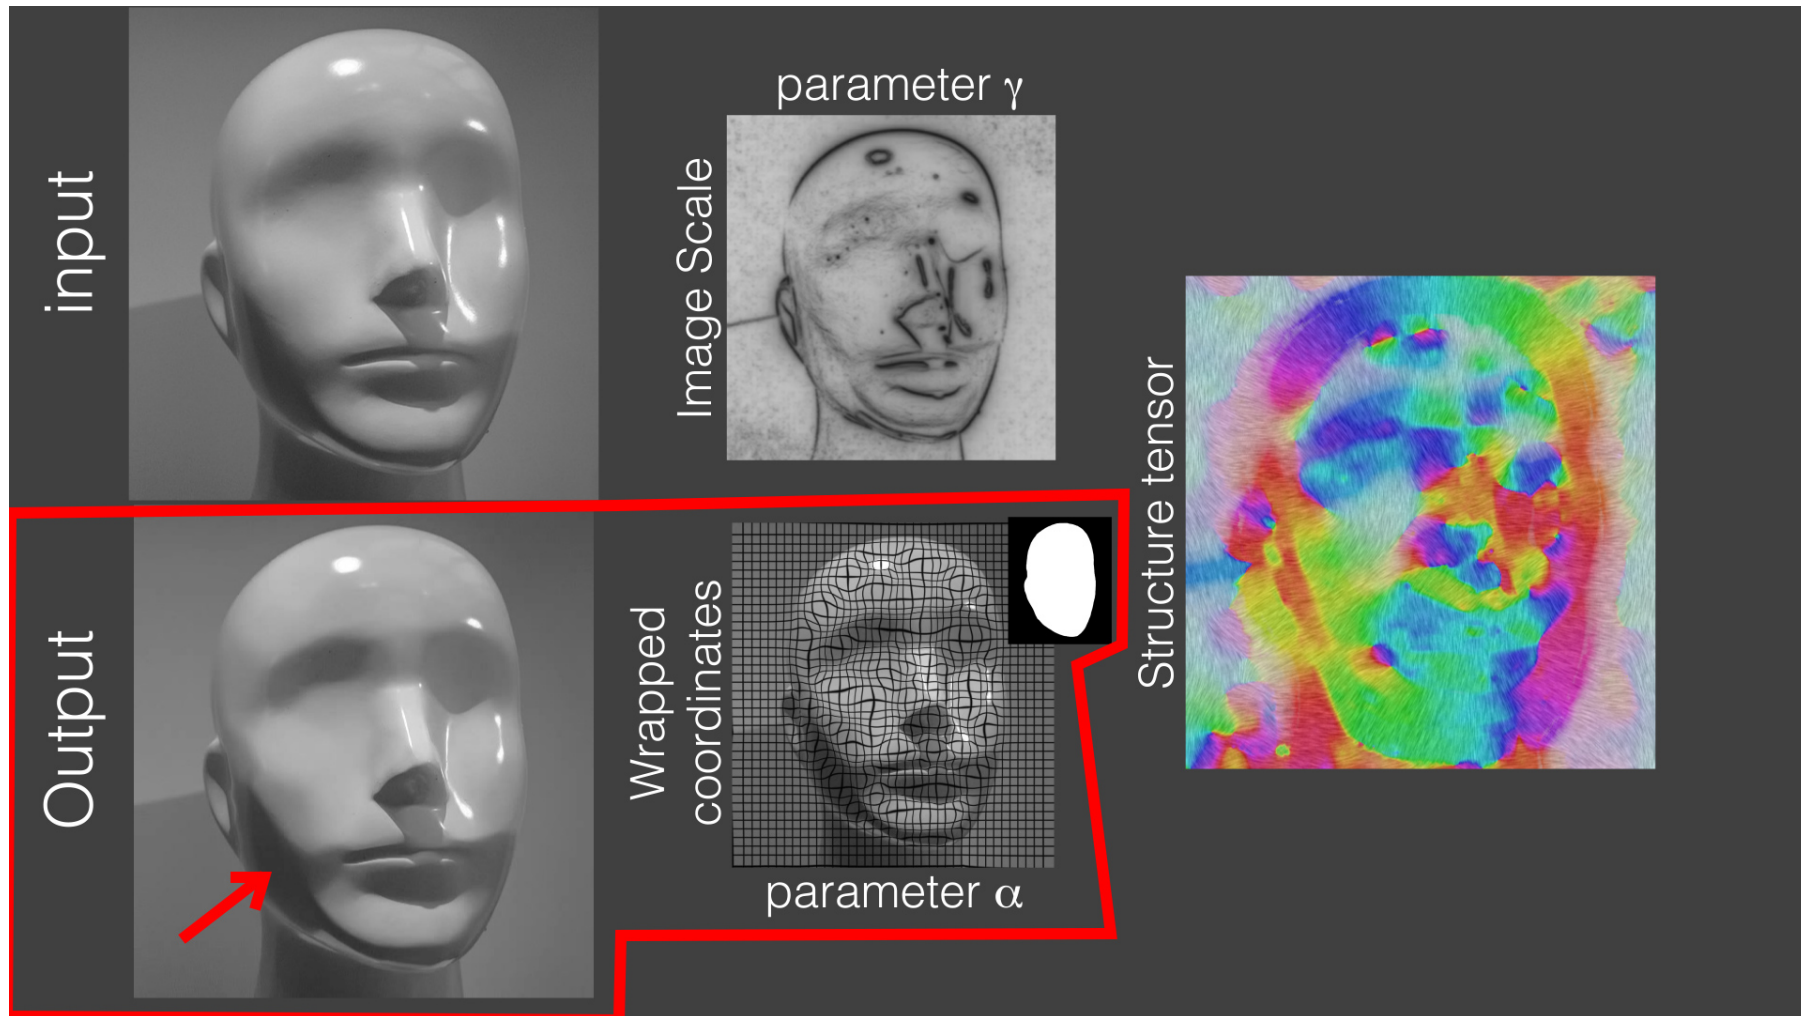 input
parameter γ
Image Scale
Structure tensor
Output
Wrapped
coordinates
parameter α